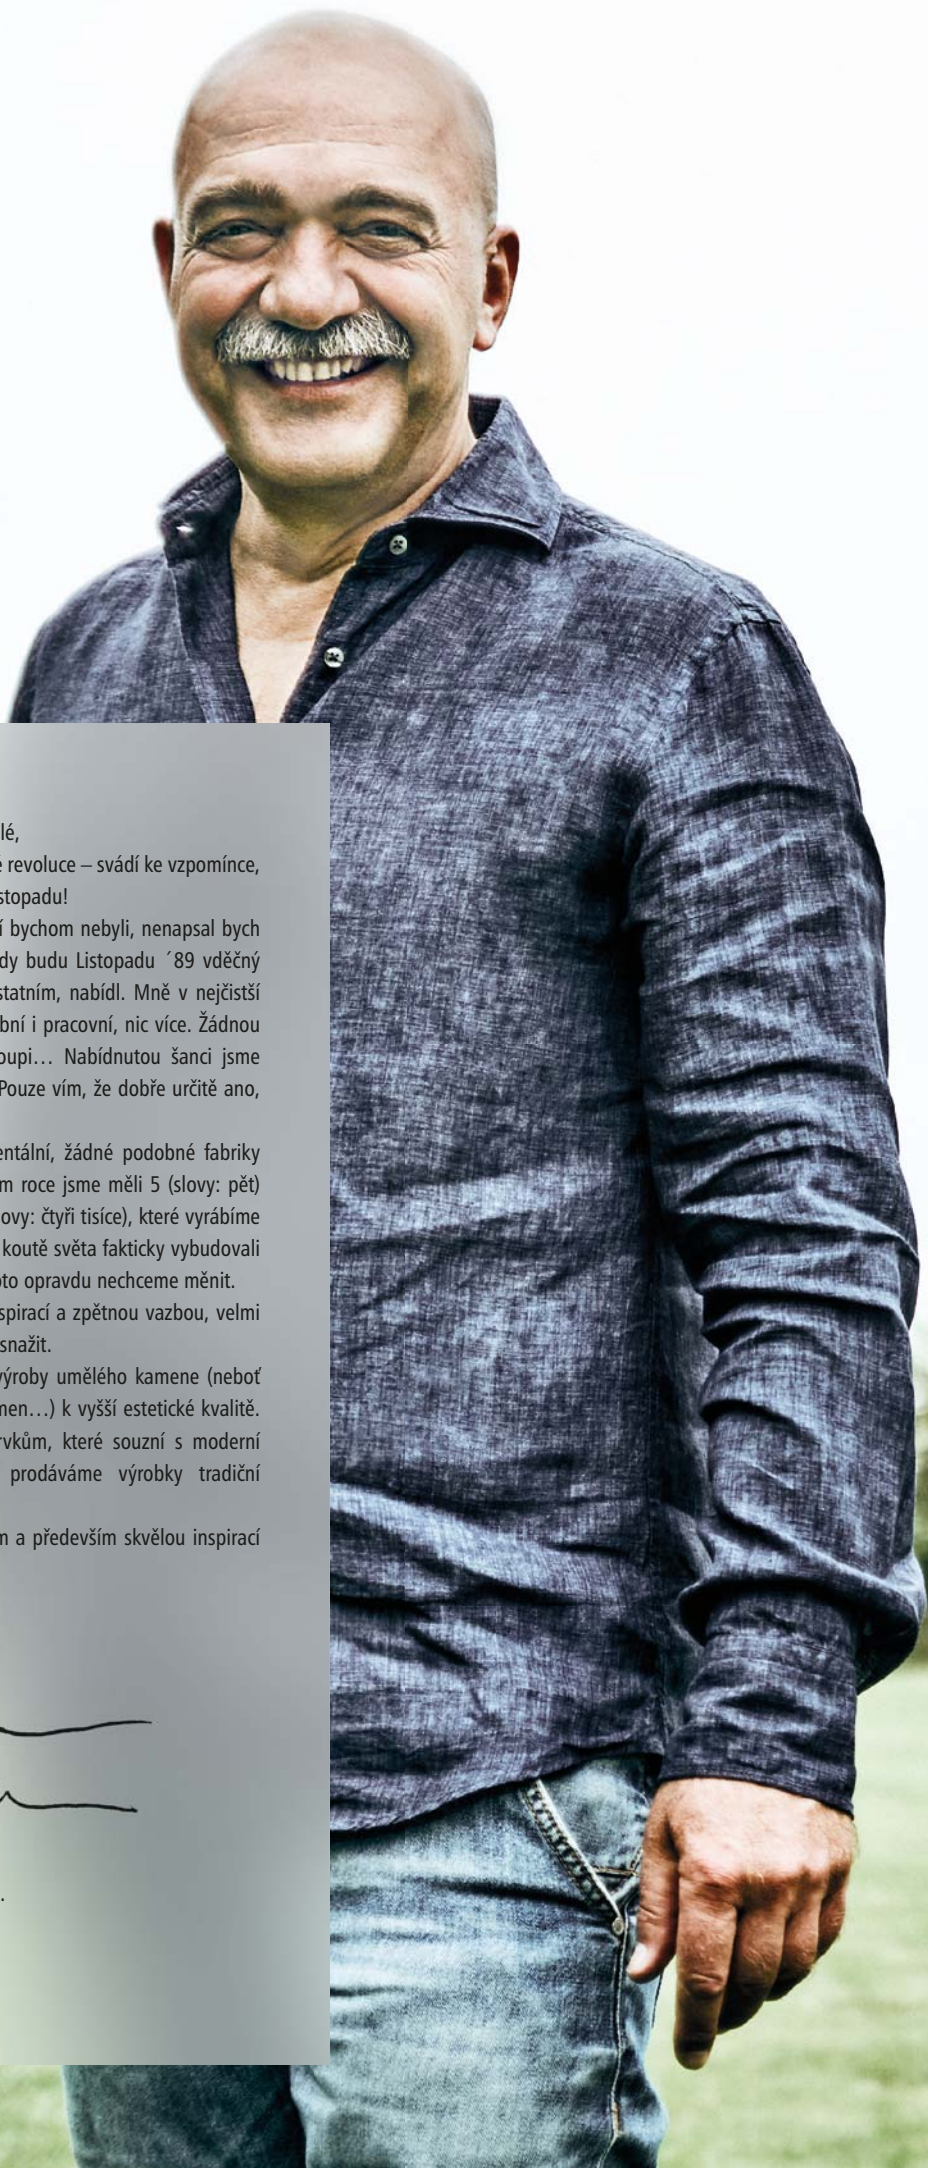 lé,
é revoluce – svádí ke vzpomínce,
stopadu!
í bychom nebyli, nenapsal bych
dy budu Listopadu ´89 vděčný
statním, nabídl. Mně v nejčistší
bní i pracovní, nic více. Žádnou
oupi… Nabídnutou šanci jsme
Pouze vím, že dobře určitě ano,
entální, žádné podobné fabriky
m roce jsme měli 5 (slovy: pět)
ovy: čtyři tisíce), které vyrábíme
koutě světa fakticky vybudovali
oto opravdu nechceme měnit.
spirací a zpětnou vazbou, velmi
snažit.
výroby umělého kamene (neboť
men…) k vyšší estetické kvalitě.
rvkům, které souzní s moderní
prodáváme výrobky tradiční
m a především skvělou inspirací
.